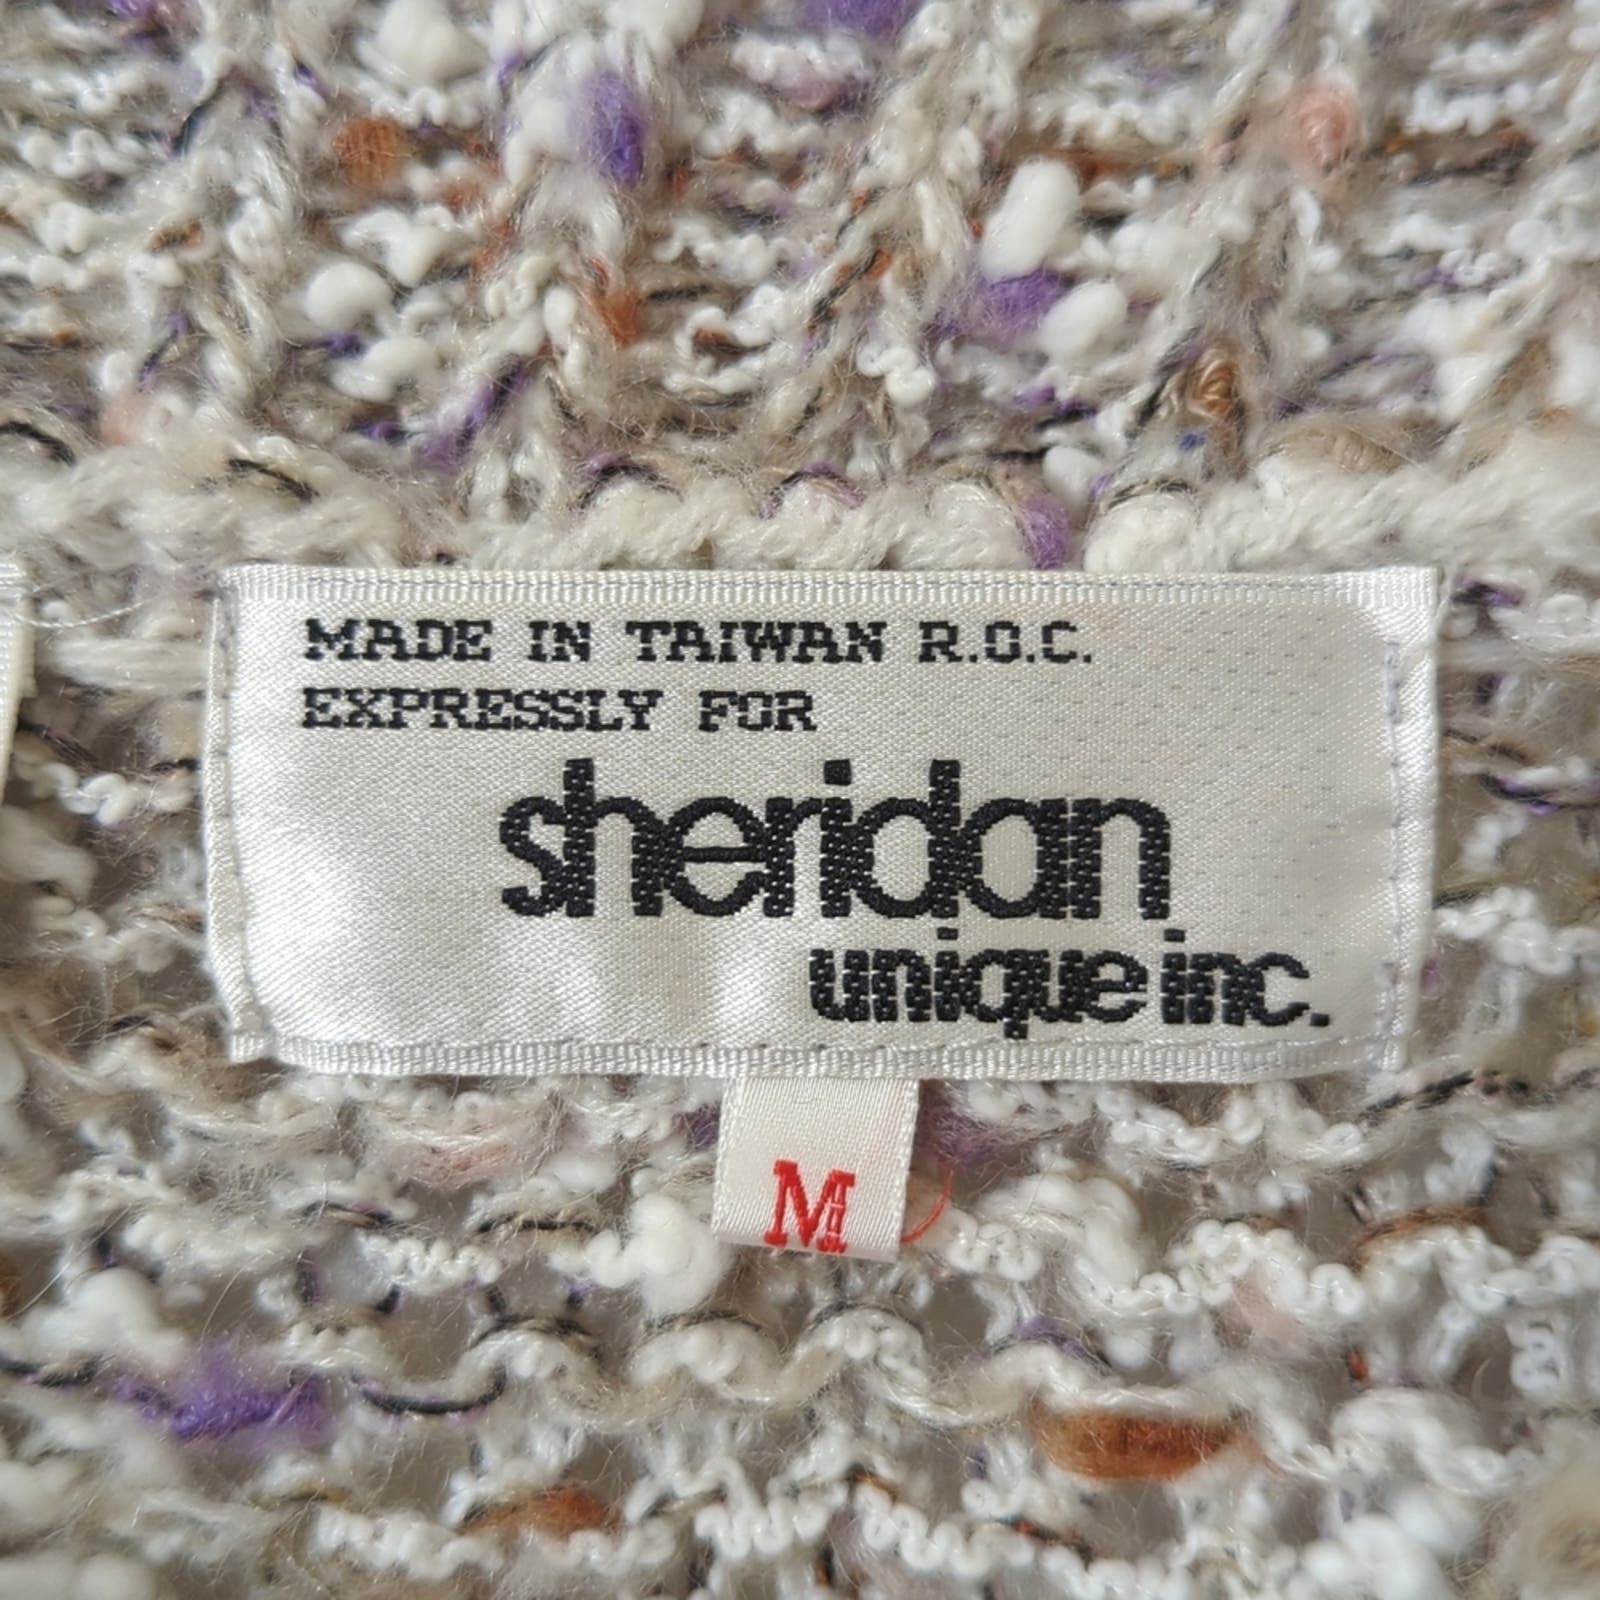 MADE IN TAIWAN R.O.C.
EXPRESSLY FOR
sheridan
unique inc.
M